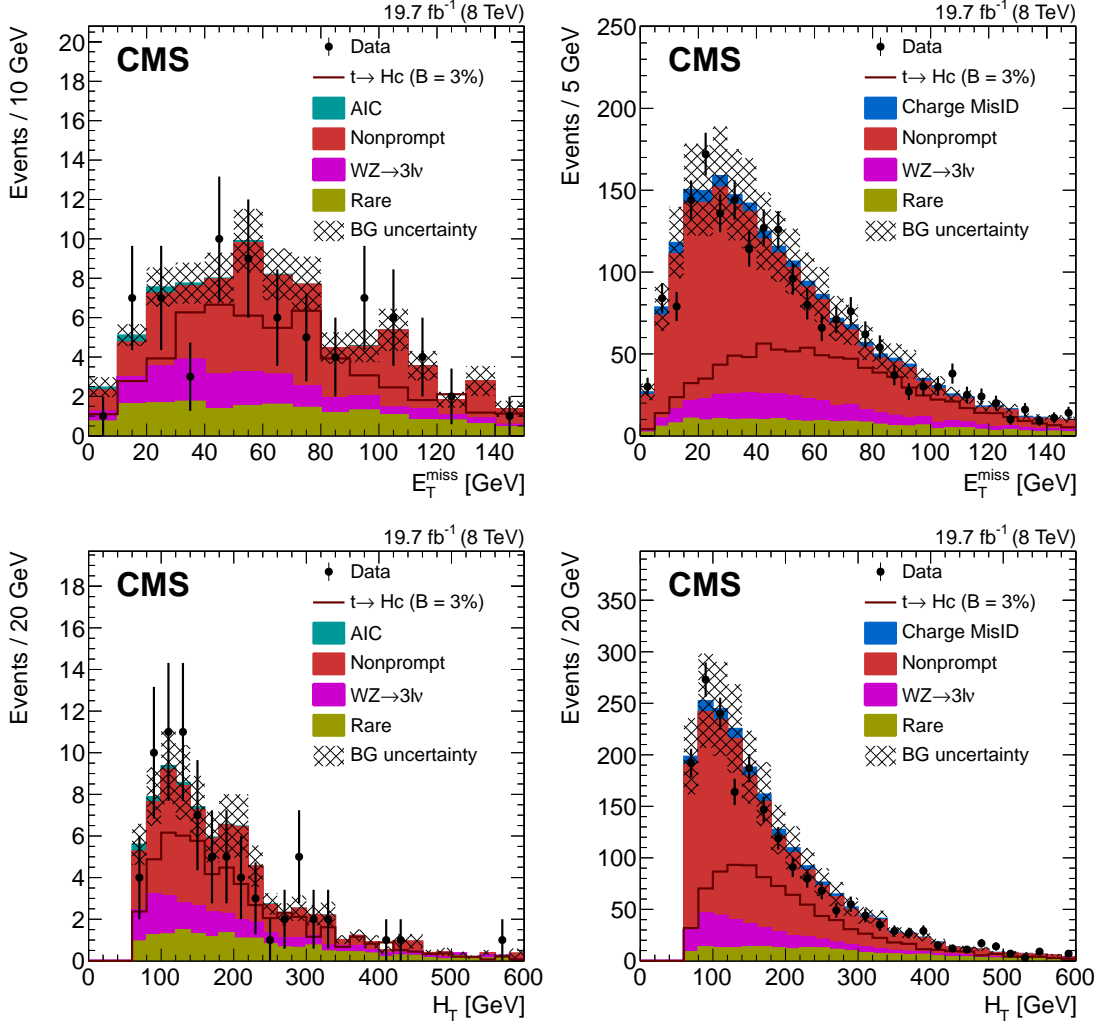 19.7 fb⁻¹ (8 TeV)
Events / 10 GeV
20
18
16
14
12
10
8
6
4
2
0
CMS
Data
t→ Hc (B = 3%)
AIC
Nonprompt
WZ→3lν
Rare
BG uncertainty
0 20 40 60 80 100 120 140
E_T^miss [GeV]
19.7 fb⁻¹ (8 TeV)
Events / 5 GeV
250
200
150
100
50
0
CMS
Data
t→ Hc (B = 3%)
Charge MisID
Nonprompt
WZ→3lν
Rare
BG uncertainty
0 20 40 60 80 100 120 140
E_T^miss [GeV]
19.7 fb⁻¹ (8 TeV)
Events / 20 GeV
18
16
14
12
10
8
6
4
2
0
CMS
Data
t→ Hc (B = 3%)
AIC
Nonprompt
WZ→3lν
Rare
BG uncertainty
0 100 200 300 400 500 600
H_T [GeV]
19.7 fb⁻¹ (8 TeV)
Events / 20 GeV
350
300
250
200
150
100
50
0
CMS
Data
t→ Hc (B = 3%)
Charge MisID
Nonprompt
WZ→3lν
Rare
BG uncertainty
0 100 200 300 400 500 600
H_T [GeV]